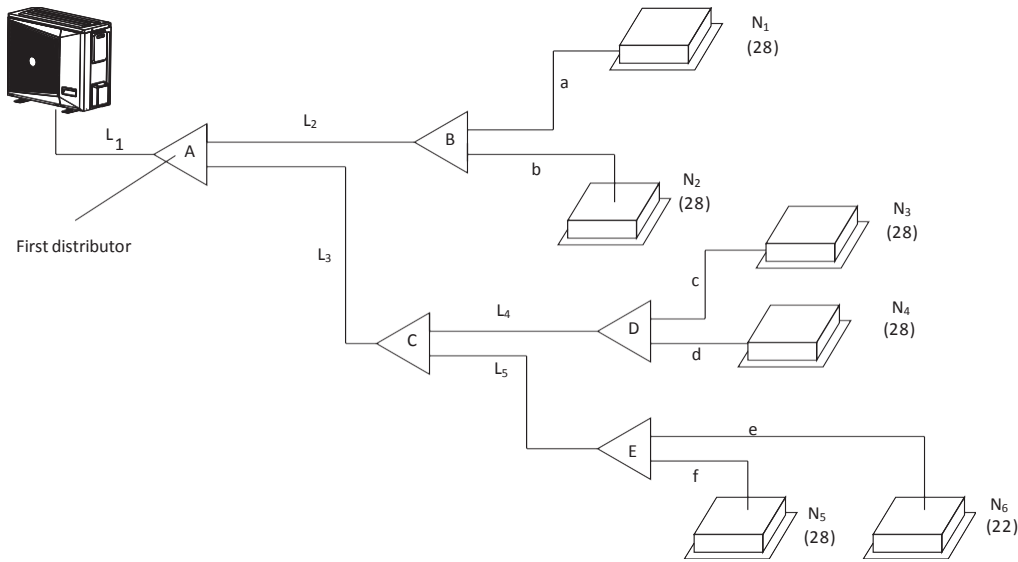 N₁
(28)
a
L₂
L₁
A
B
b
N₂
(28)
N₃
(28)
First distributor
L₃
c
L₄
D
N₄
(28)
C
d
L₅
e
E
f
N₅
(28)
N₆
(22)